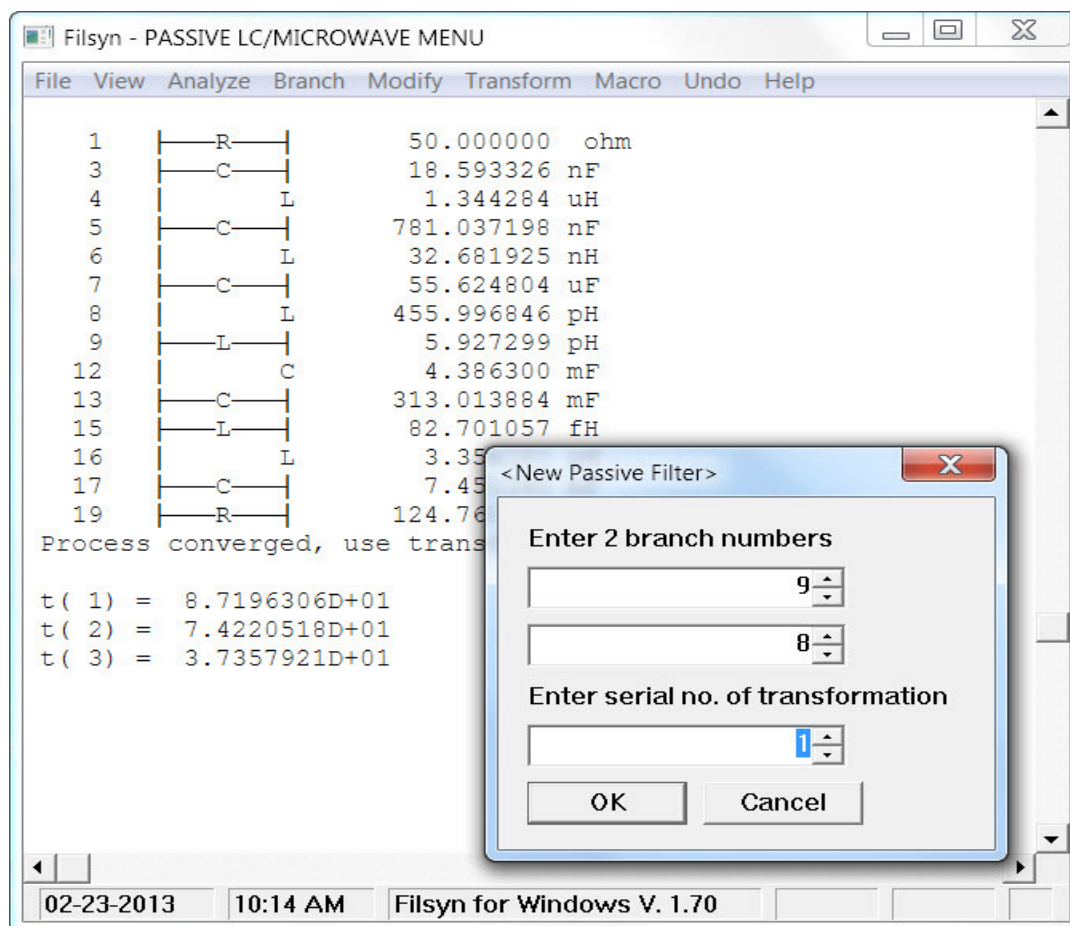 Filsyn - PASSIVE LC/MICROWAVE MENU
File View Analyze Branch Modify Transform Macro Undo Help
1 R 50.000000 ohm
3 C 18.593326 nF
4 L 1.344284 uH
5 C 781.037198 nF
6 L 32.681925 nH
7 C 55.624804 uF
8 L 455.996846 pH
9 L 5.927299 pH
12 C 4.386300 mF
13 C 313.013884 mF
15 L 82.701057 fH
16 L 3.35
17 C 7.45
19 R 124.76
Process converged, use trans
t( 1) = 8.7196306D+01
t( 2) = 7.4220518D+01
t( 3) = 3.7357921D+01
<New Passive Filter>
Enter 2 branch numbers
9
8
Enter serial no. of transformation
1
OK Cancel
02-23-2013 10:14 AM Filsyn for Windows V. 1.70